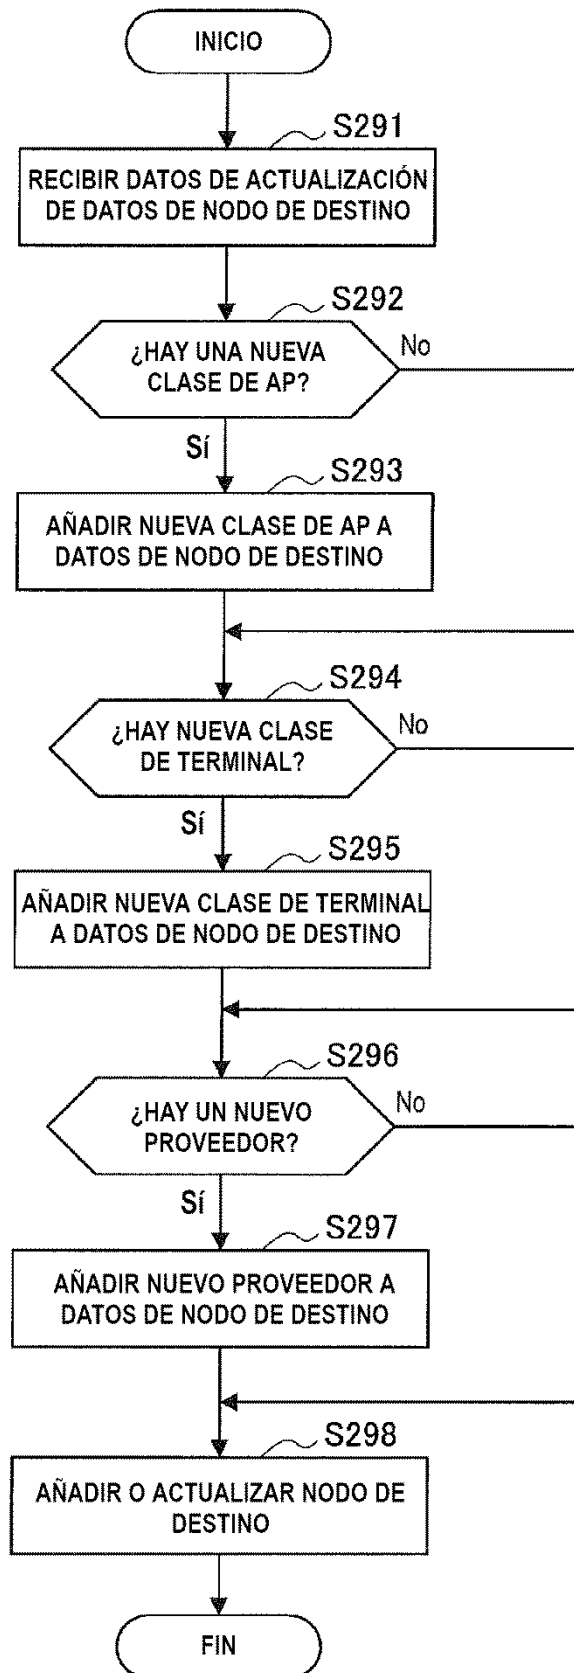 INICIO
S291
RECIBIR DATOS DE ACTUALIZACIÓN
DE DATOS DE NODO DE DESTINO
S292
¿HAY UNA NUEVA
CLASE DE AP?
No
Sí
S293
AÑADIR NUEVA CLASE DE AP A
DATOS DE NODO DE DESTINO
S294
¿HAY NUEVA CLASE
DE TERMINAL?
No
Sí
S295
AÑADIR NUEVA CLASE DE TERMINAL
A DATOS DE NODO DE DESTINO
S296
¿HAY UN NUEVO
PROVEEDOR?
No
Sí
S297
AÑADIR NUEVO PROVEEDOR A
DATOS DE NODO DE DESTINO
S298
AÑADIR O ACTUALIZAR NODO DE
DESTINO
FIN